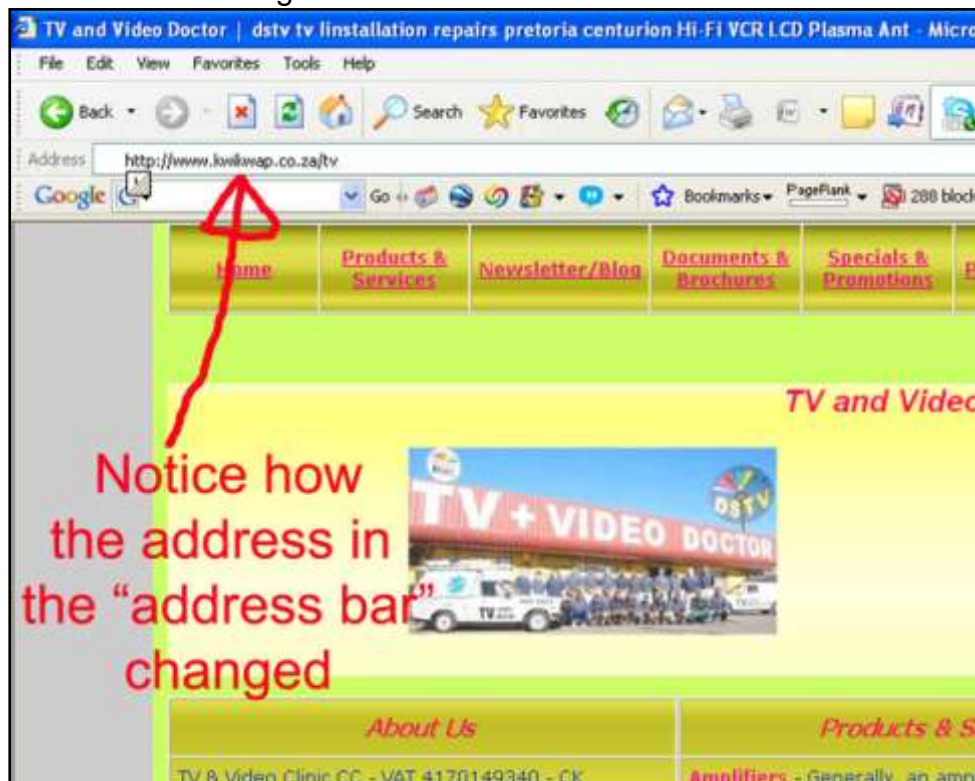 TV and Video Doctor | dstv tv linstallation repairs pretoria centurion Hi-Fi VCR LCD Plasma Ant - Micro
File Edit View Favorites Tools Help
Back Search Favorites
Address http://www.kwikwap.co.za/tv
Google Go Bookmarks PageRank 288 block
Home Products & Services Newsletter/Blog Documents & Brochures Specials & Promotions
TV and Video
TV + VIDEO DOCTOR
DSTV
TV
Notice how
the address in
the “address bar”
changed
About Us Products & S
TV & Video Clinic CC - VAT 4170149340 - CK
Amplifiers - Generally, an amp